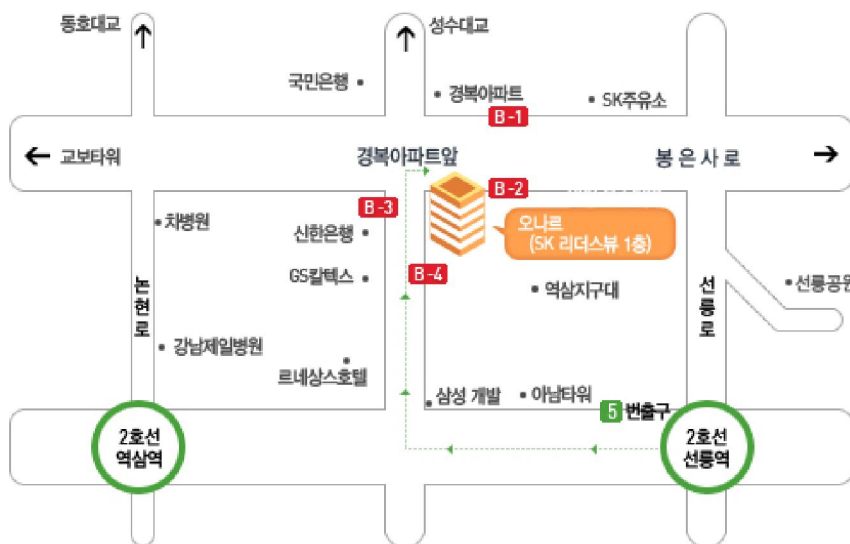 동호대교
성수대교
국민은행
경복아파트
SK주유소
B-1
교보타워
경복아파트앞
봉은사로
B-2
B-3
차병원
신한은행
오나르
(SK 리더스뷰 1층)
GS칼텍스
B-4
역삼지구대
선릉공원
논현로
선릉로
강남제일병원
르네상스호텔
삼성 개발
아남타워
5 번출구
2호선
역삼역
2호선
선릉역